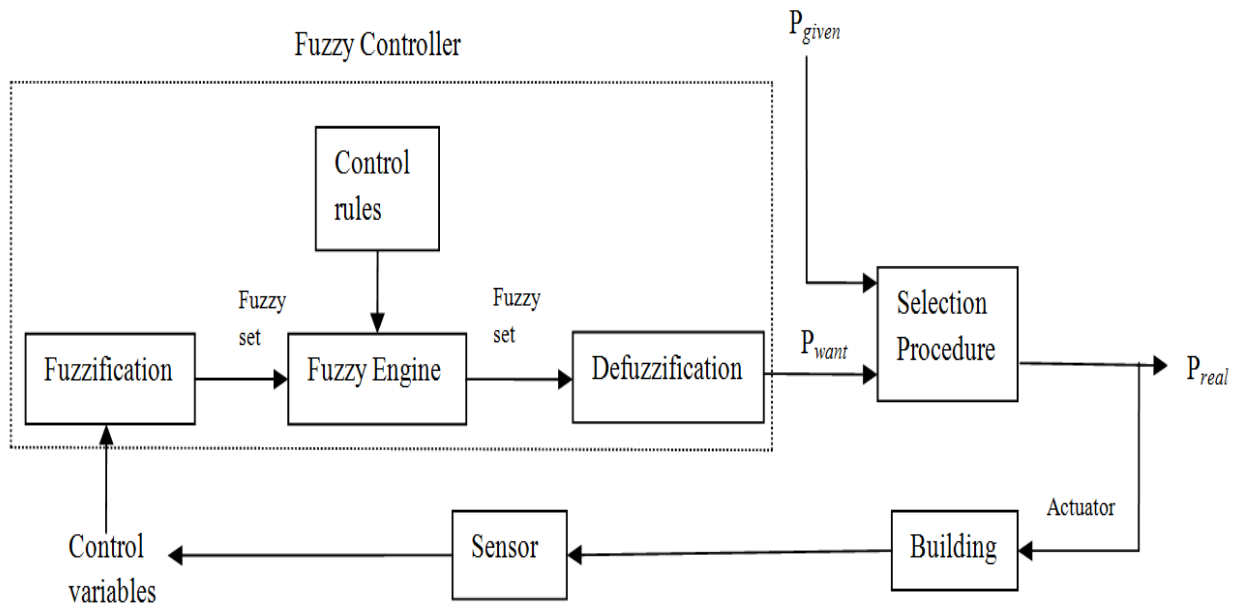 P_given
Fuzzy Controller
Control
rules
Fuzzy
set
Fuzzy
set
Selection
Procedure
Fuzzification
Fuzzy Engine
Defuzzification
P_want
P_real
Actuator
Control
variables
Sensor
Building